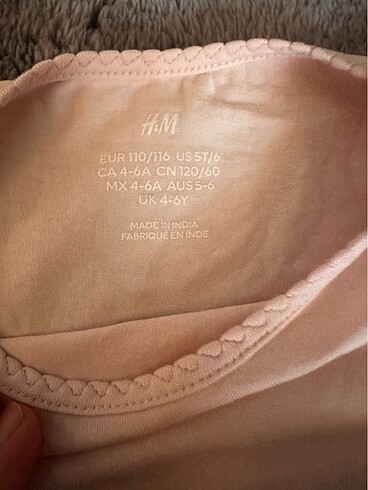 H&M
EUR 110/116 US 5T/6
CA 4-6A CN 120/60
MX 4-6A AUS 5-6
UK 4-6Y
MADE IN INDIA
FABRIQUÉ EN INDE